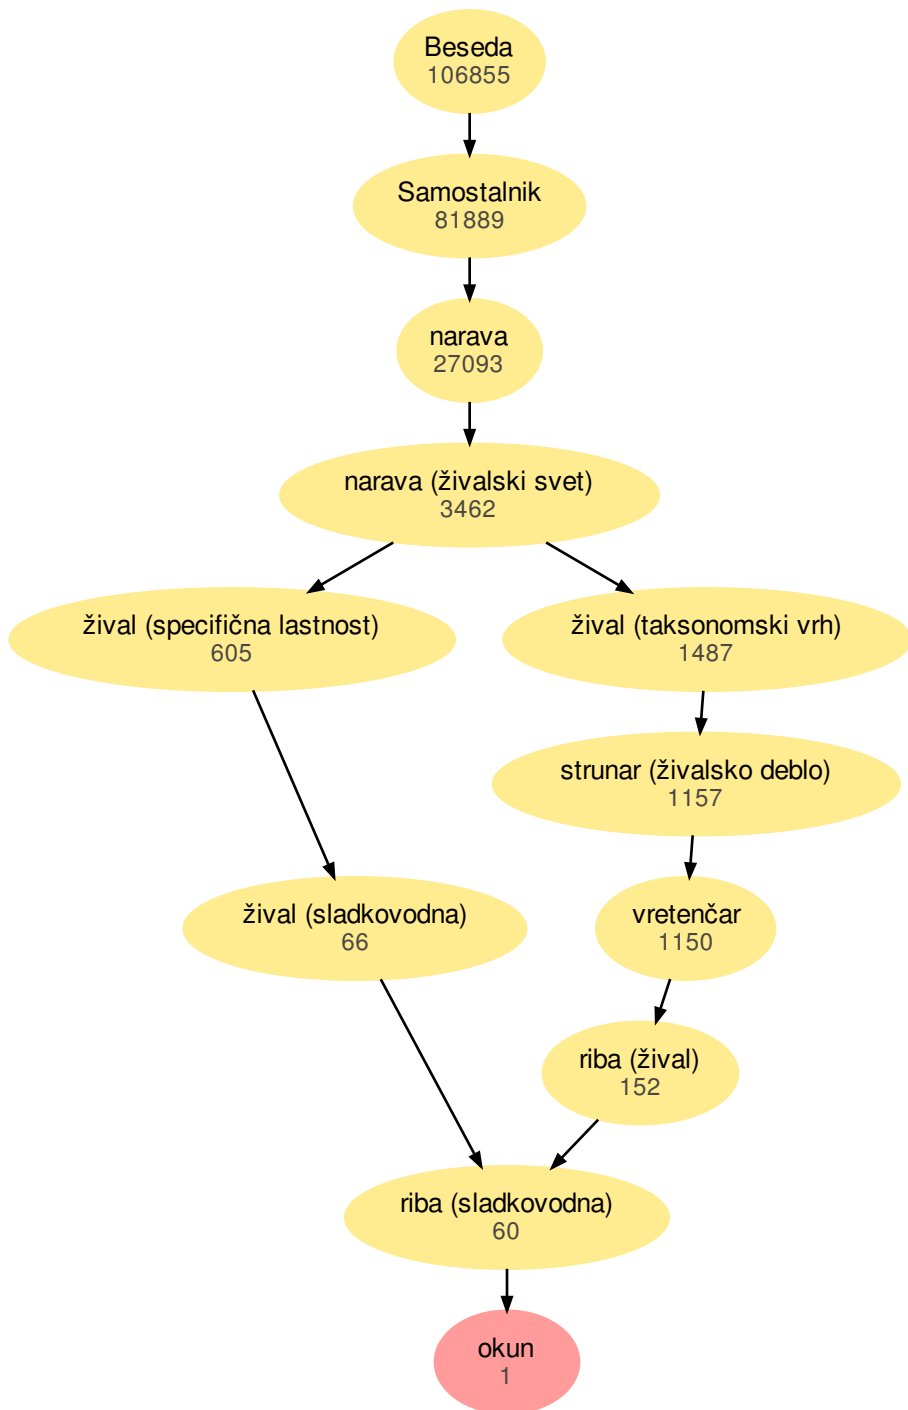 Beseda
106855
Samostalnik
81889
narava
27093
narava (živalski svet)
3462
žival (specifična lastnost)
605
žival (taksonomski vrh)
1487
strunar (živalsko deblo)
1157
žival (sladkovodna)
66
vretenčar
1150
riba (žival)
152
riba (sladkovodna)
60
okun
1